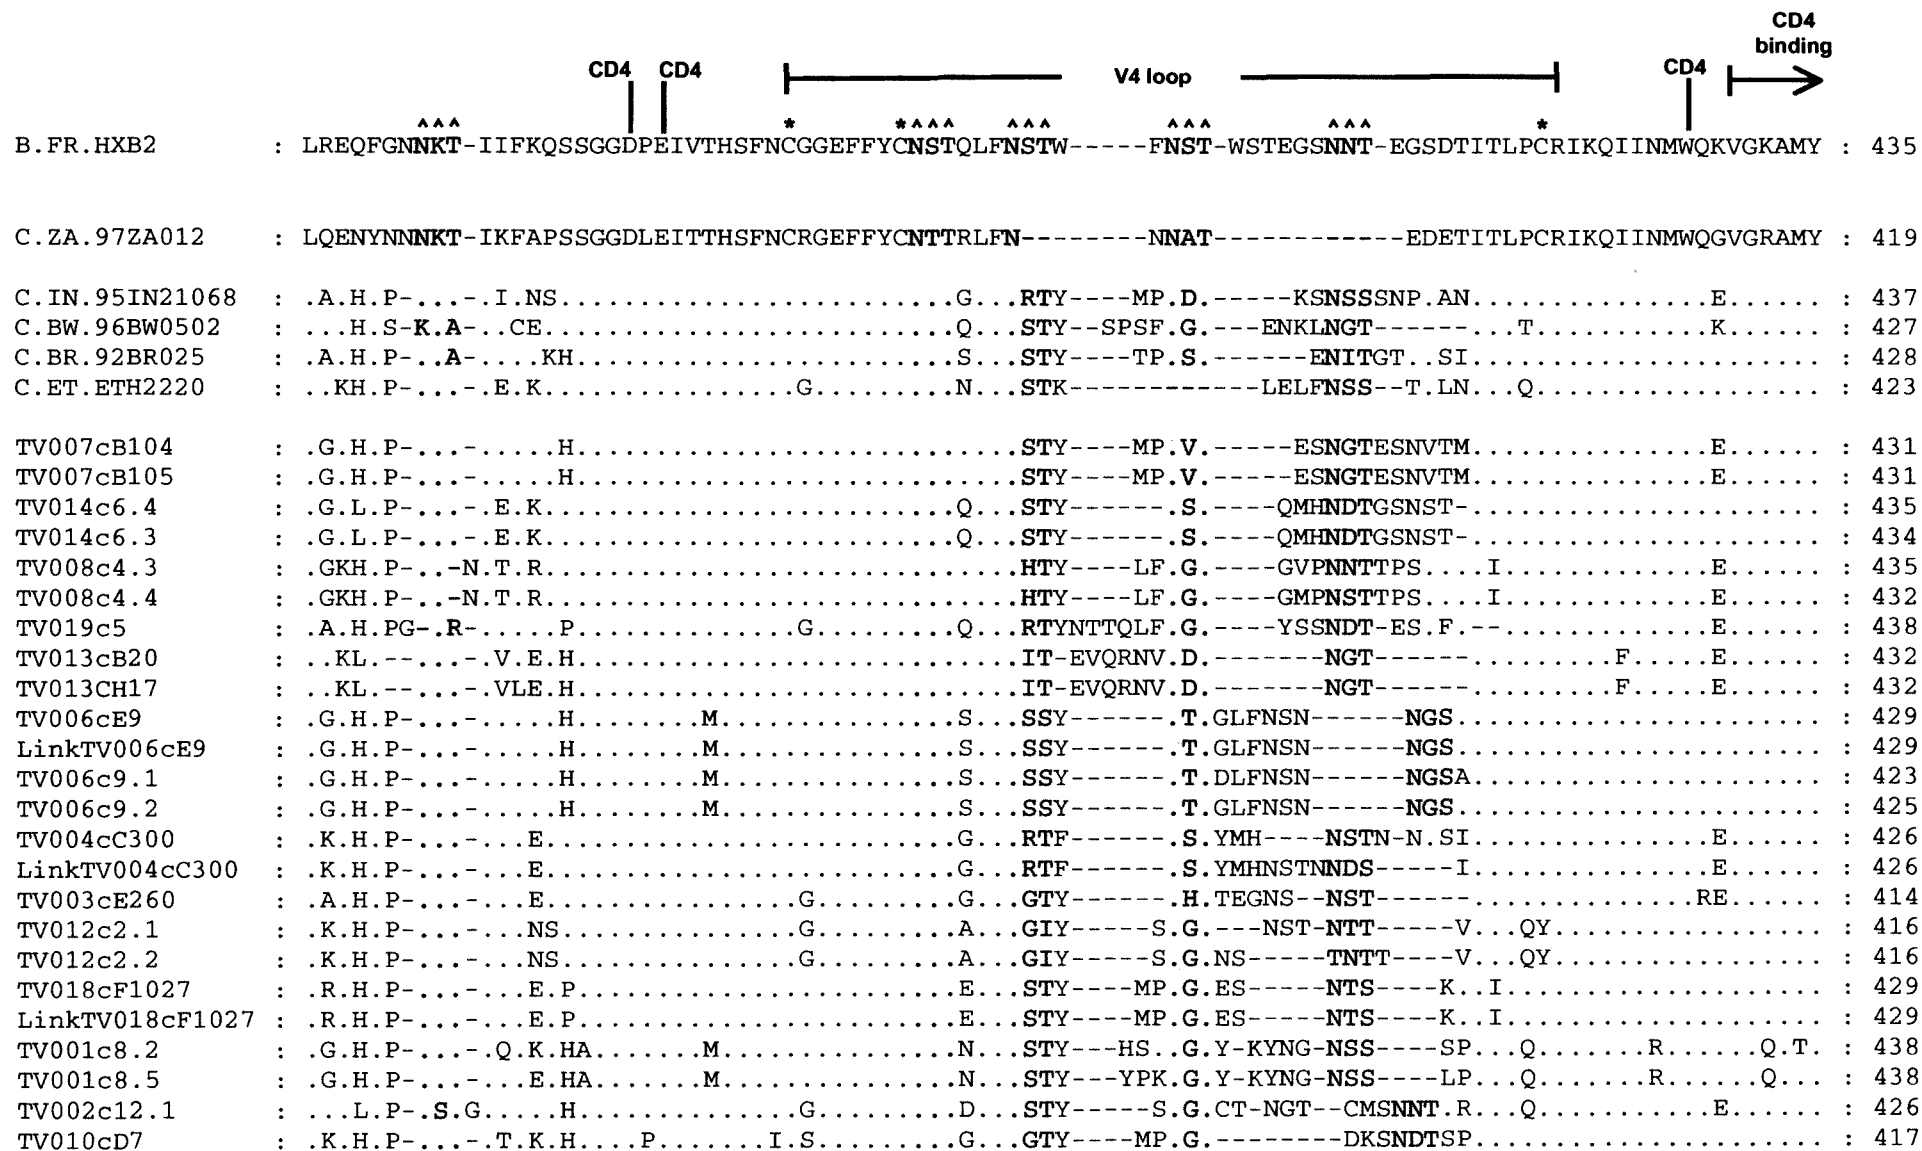 CD4
binding
CD4 CD4 V4 loop CD4
^^^ * *^^^ ^^^ ^^^ ^^^ *
B.FR.HXB2 : LREQFGNNKT-IIFKQSSGGDPEIVTHSFNCGGEFFYCNSTQLFNSTW-----FNST-WSTEGSNNT-EGSDTITLPCRIKQIINMWQKVGKAMY : 435
C.ZA.97ZA012 : LQENYNNNKT-IKFAPSSGGDLEITTHSFNCRGEFFYCNTTRLFN--------NNAT-----------EDETITLPCRIKQIINMWQGVGRAMY : 419
C.IN.95IN21068 : .A.H.P-...-.I.NS.........................G...RTY----MP.D.-----KSNSSSNP.AN...............E...... : 437
C.BW.96BW0502 : ...H.S-K.A-..CE..........................Q...STY--SPSF.G.---ENKLNGT------...T...........K...... : 427
C.BR.92BR025 : .A.H.P-..A-....KH........................S...STY----TP.S.------ENITGT..SI...................... : 428
C.ET.ETH2220 : ..KH.P-...-.E.K................G.........N...STK------------LELFNSS--T.LN...Q.................. : 423
TV007cB104 : .G.H.P-...-.....H...........................STY----MP.V.-----ESNGTESNVTM...............E...... : 431
TV007cB105 : .G.H.P-...-.....H...........................STY----MP.V.-----ESNGTESNVTM...............E...... : 431
TV014c6.4 : .G.L.P-...-.E.K..........................Q...STY------.S.----QMHNDTGSNST-...................... : 435
TV014c6.3 : .G.L.P-...-.E.K..........................Q...STY------.S.----QMHNDTGSNST-...................... : 434
TV008c4.3 : .GKH.P-..-N.T.R.............................HTY----LF.G.----GVPNNTTPS....I.............E...... : 435
TV008c4.4 : .GKH.P-..-N.T.R.............................HTY----LF.G.----GMPNSTTPS....I.............E...... : 432
TV019c5 : .A.H.PG-.R-.....P..............G.........Q...RTYNTTQLF.G.----YSSNDT-ES.F.--.............E...... : 438
TV013cB20 : ..KL.--...-.V.E.H...........................IT-EVQRNV.D.-------NGT------.........F.....E...... : 432
TV013CH17 : ..KL.--...-.VLE.H...........................IT-EVQRNV.D.-------NGT------.........F.....E...... : 432
TV006cE9 : .G.H.P-...-.....H........M...............S...SSY------.T.GLFNSN------NGS....................... : 429
LinkTV006cE9 : .G.H.P-...-.....H........M...............S...SSY------.T.GLFNSN------NGS....................... : 429
TV006c9.1 : .G.H.P-...-.....H........M...............S...SSY------.T.DLFNSN------NGSA...................... : 423
TV006c9.2 : .G.H.P-...-.....H........M...............S...SSY------.T.GLFNSN------NGS....................... : 425
TV004cC300 : .K.H.P-...-...E..........................G...RTF------.S.YMH----NSTN-N.SI...............E...... : 426
LinkTV004cC300 : .K.H.P-...-...E..........................G...RTF------.S.YMHNSTNNDS-----I...............E...... : 426
TV003cE260 : .A.H.P-...-...E................G.........G...GTY------.H.TEGNS--NST------..............RE...... : 414
TV012c2.1 : .K.H.P-...-...NS...............G.........A...GIY-----S.G.---NST-NTT-----V...QY................. : 416
TV012c2.2 : .K.H.P-...-...NS...............G.........A...GIY-----S.G.NS-----TNTT----V...QY................. : 416
TV018cF1027 : .R.H.P-...-...E.P........................E...STY----MP.G.ES-----NTS----K..I.................... : 429
LinkTV018cF1027 : .R.H.P-...-...E.P........................E...STY----MP.G.ES-----NTS----K..I.................... : 429
TV001c8.2 : .G.H.P-...-.Q.K.HA.......M...............N...STY---HS..G.Y-KYNG-NSS----SP...Q.......R......Q.T. : 438
TV001c8.5 : .G.H.P-...-...E.HA.......M...............N...STY---YPK.G.Y-KYNG-NSS----LP...Q.......R......Q... : 438
TV002c12.1 : ...L.P-.S.G.....H..............G.........D...STY-----S.G.CT-NGT--CMSNNT.R...Q...........E...... : 426
TV010cD7 : .K.H.P-...-.T.K.H....P.......I.S.........G...GTY----MP.G.--------DKSNDTSP...................... : 417